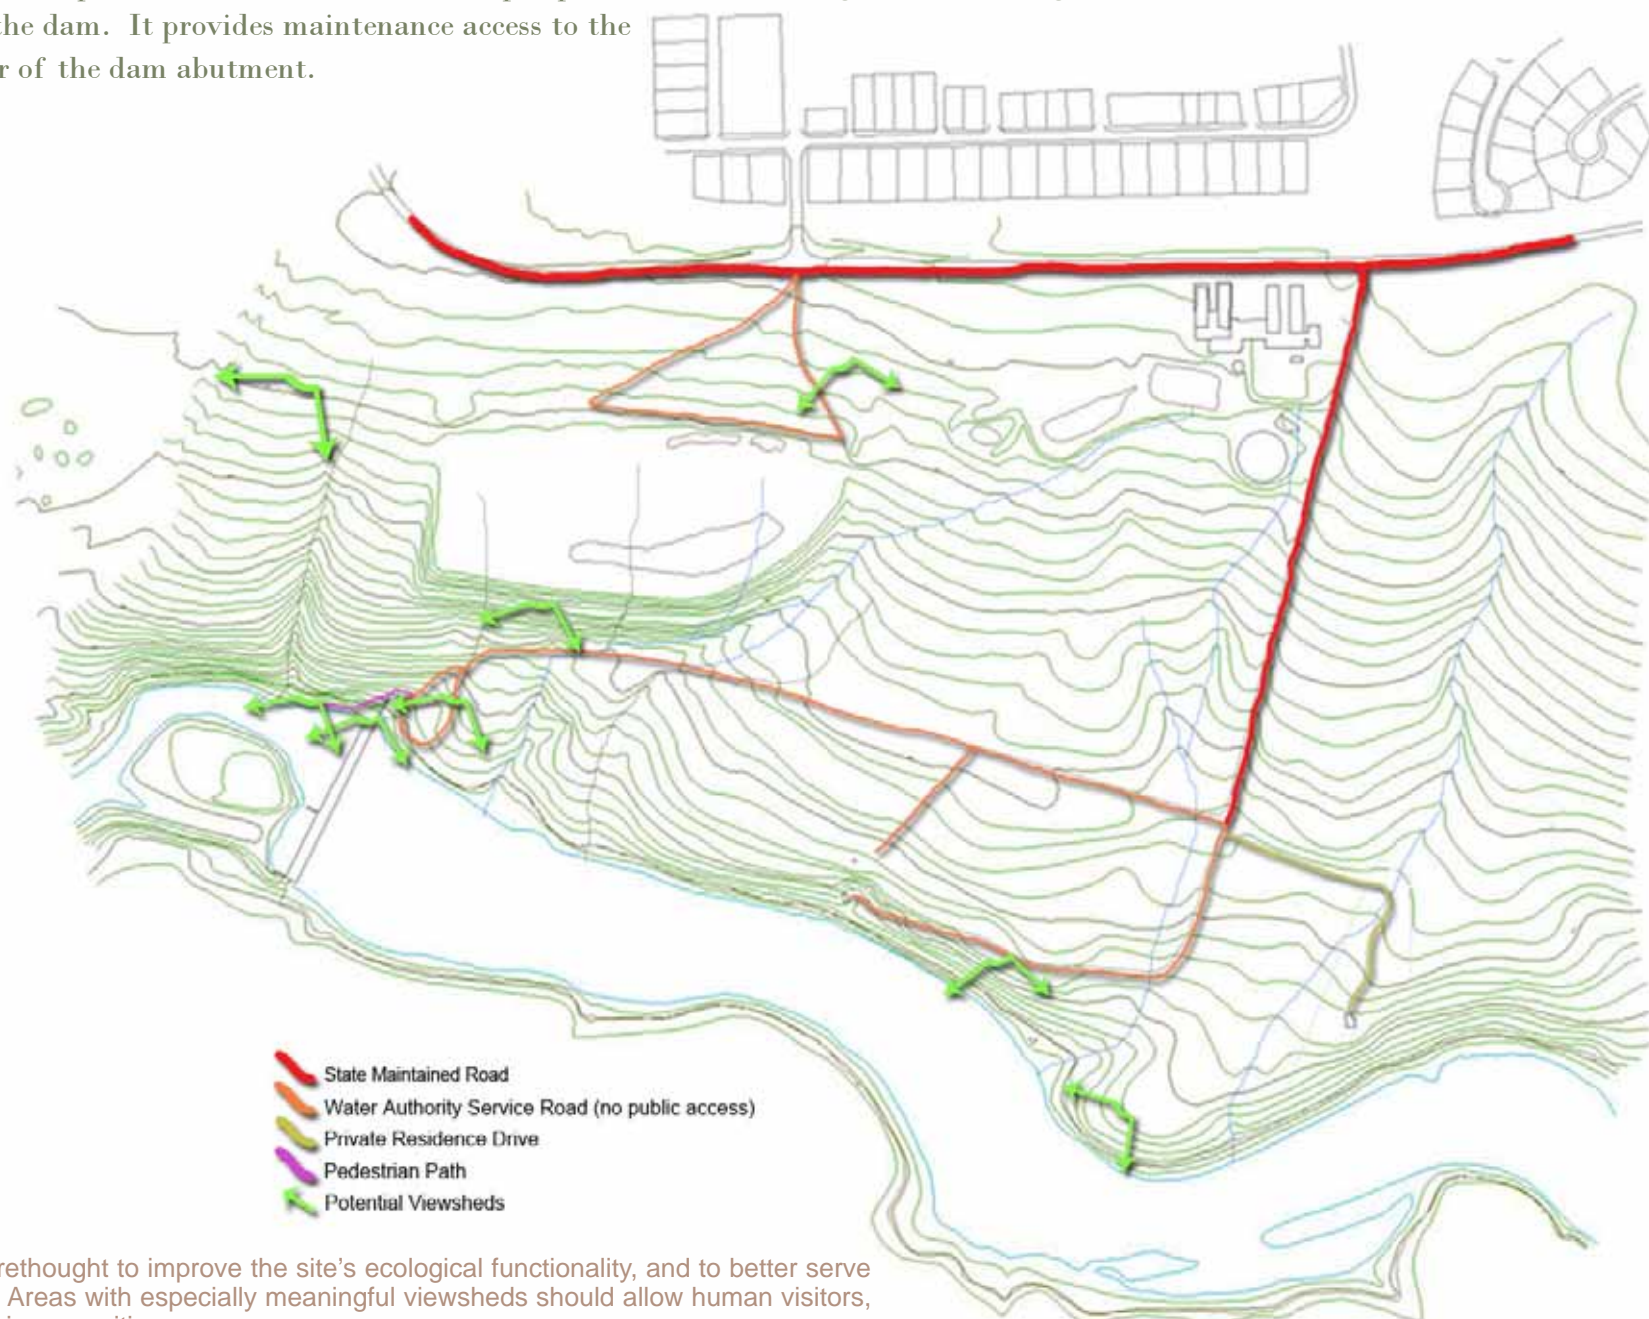 the dam. It provides maintenance access to the
r of the dam abutment.
State Maintained Road
Water Authority Service Road (no public access)
Private Residence Drive
Pedestrian Path
Potential Viewsheds
rethought to improve the site's ecological functionality, and to better serve
Areas with especially meaningful viewsheds should allow human visitors,